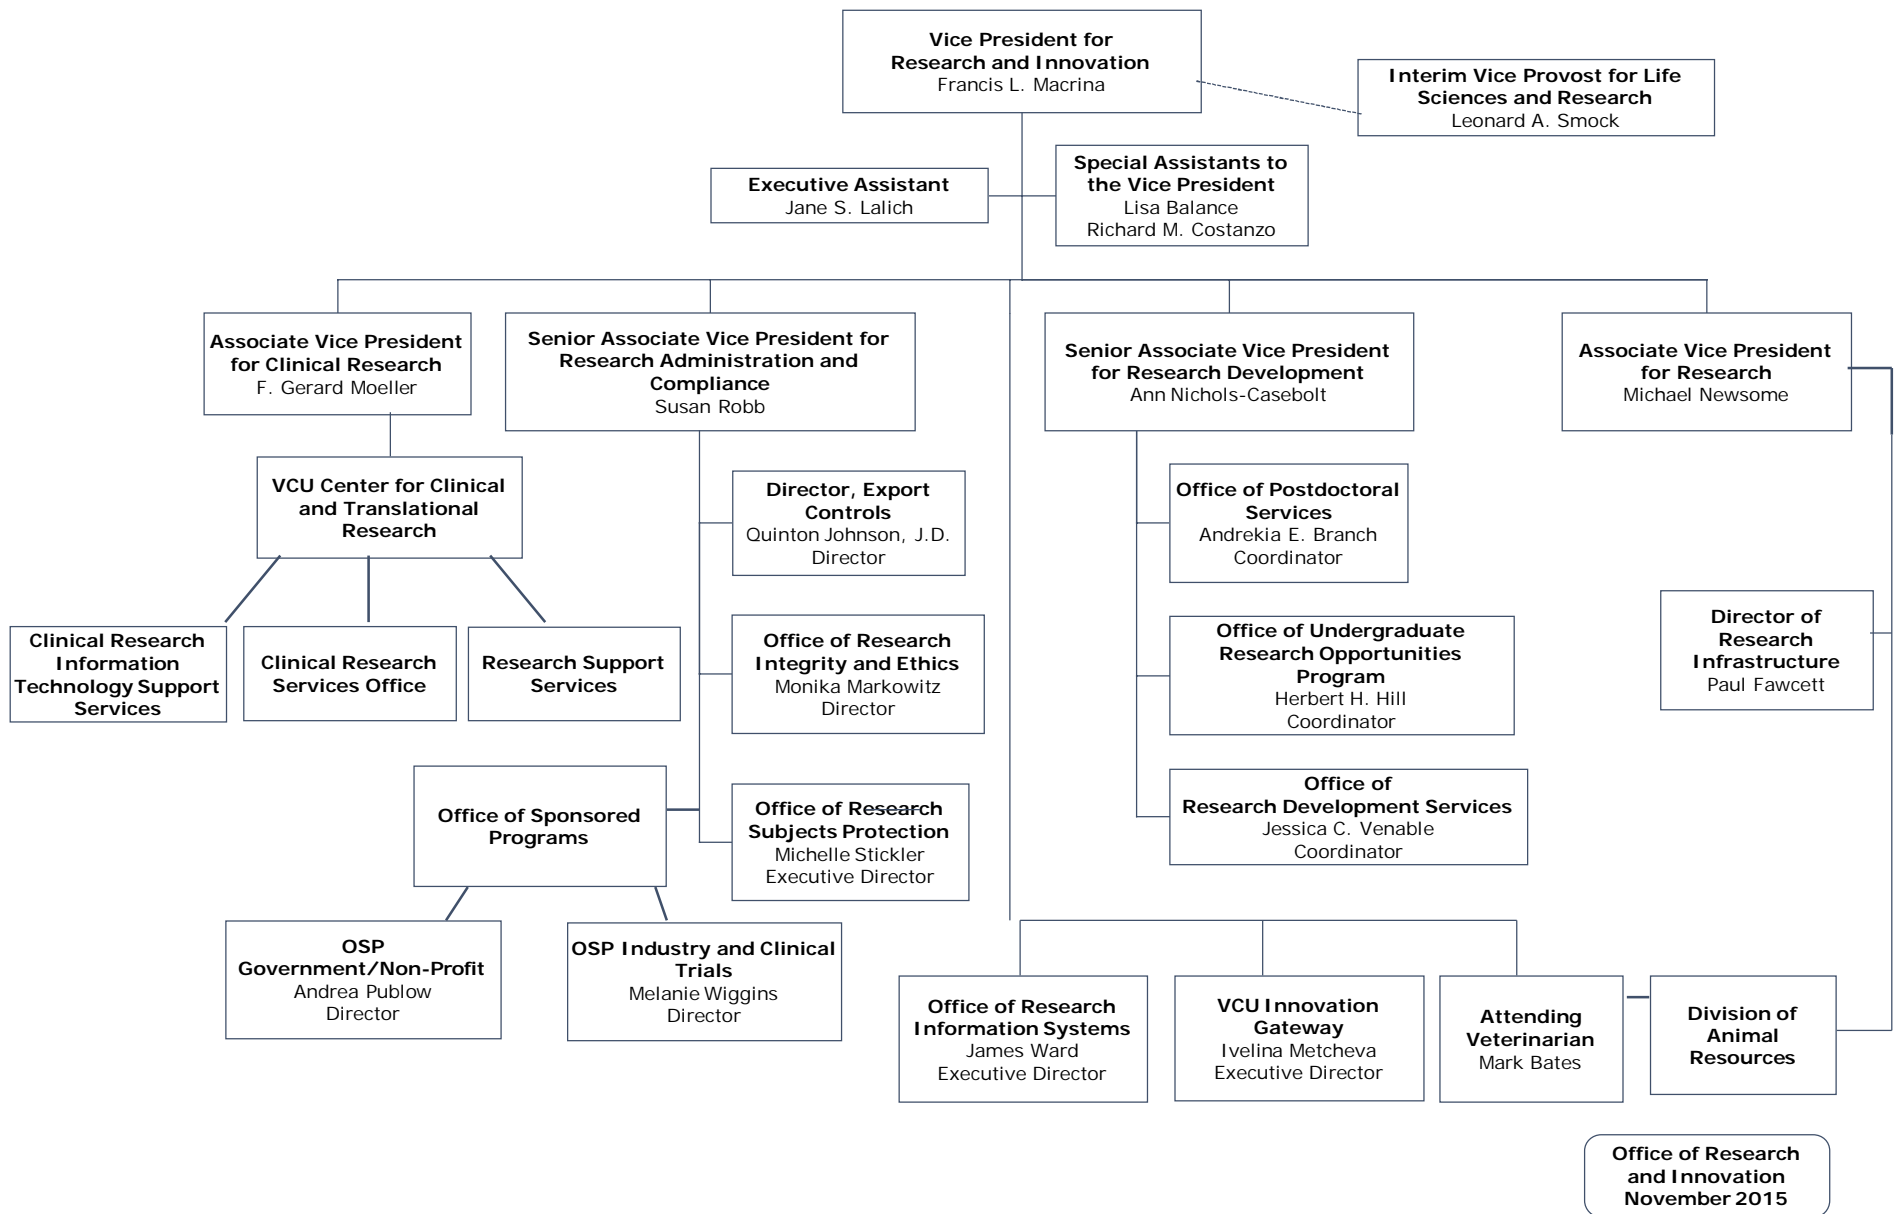 Vice President for
Research and Innovation
Francis L. Macrina
Interim Vice Provost for Life
Sciences and Research
Leonard A. Smock
Executive Assistant
Jane S. Lalich
Special Assistants to
the Vice President
Lisa Balance
Richard M. Costanzo
Associate Vice President
for Clinical Research
F. Gerard Moeller
Senior Associate Vice President for
Research Administration and
Compliance
Susan Robb
Senior Associate Vice President
for Research Development
Ann Nichols-Casebolt
Associate Vice President
for Research
Michael Newsome
VCU Center for Clinical
and Translational
Research
Director, Export
Controls
Quinton Johnson, J.D.
Director
Office of Postdoctoral
Services
Andrekia E. Branch
Coordinator
Clinical Research
Information
Technology Support
Services
Clinical Research
Services Office
Research Support
Services
Office of Research
Integrity and Ethics
Monika Markowitz
Director
Office of Undergraduate
Research Opportunities
Program
Herbert H. Hill
Coordinator
Director of
Research
Infrastructure
Paul Fawcett
Office of Sponsored
Programs
Office of Research
Subjects Protection
Michelle Stickler
Executive Director
Office of
Research Development Services
Jessica C. Venable
Coordinator
OSP
Government/Non-Profit
Andrea Publow
Director
OSP Industry and Clinical
Trials
Melanie Wiggins
Director
Office of Research
Information Systems
James Ward
Executive Director
VCU Innovation
Gateway
Ivelina Metcheva
Executive Director
Attending
Veterinarian
Mark Bates
Division of
Animal
Resources
Office of Research
and Innovation
November 2015